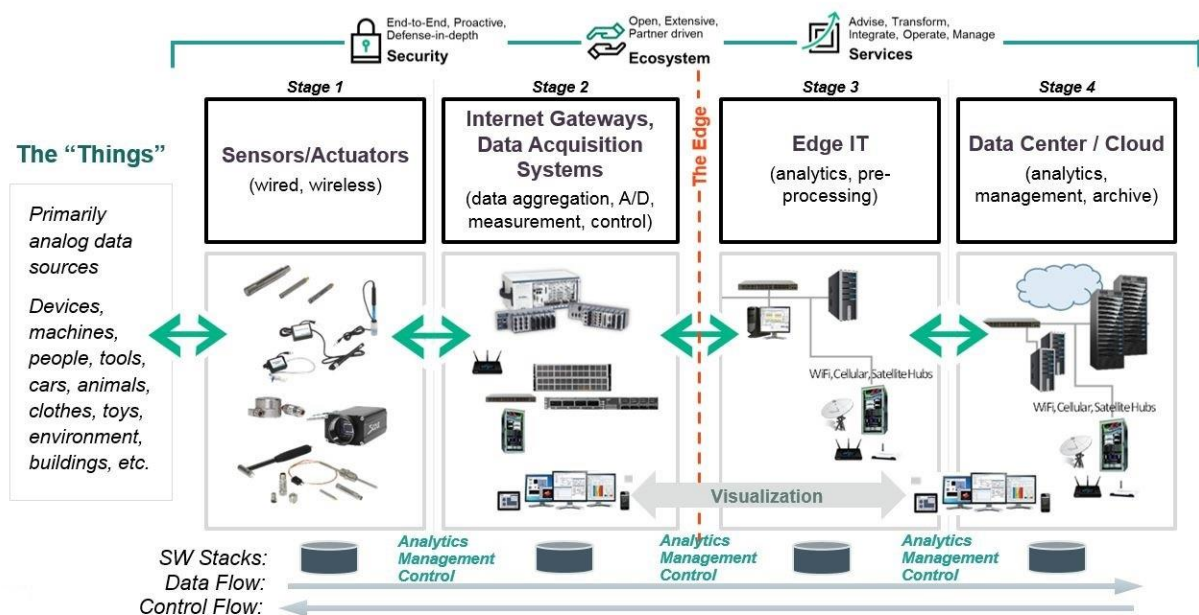 End-to-End, Proactive,
Defense-in-depth
Security
Open, Extensive,
Partner driven
Ecosystem
Advise, Transform,
Integrate, Operate, Manage
Services
Stage 1
Stage 2
Stage 3
Stage 4
The “Things”
Primarily
analog data
sources
Devices,
machines,
people, tools,
cars, animals,
clothes, toys,
environment,
buildings, etc.
Sensors/Actuators
(wired, wireless)
Internet Gateways,
Data Acquisition
Systems
(data aggregation, A/D,
measurement, control)
The Edge
Edge IT
(analytics, pre-
processing)
Data Center / Cloud
(analytics,
management, archive)
WiFi, Cellular, Satellite Hubs
WiFi, Cellular, Satellite Hubs
Visualization
SW Stacks:
Analytics
Management
Control
Analytics
Management
Control
Analytics
Management
Control
Data Flow:
Control Flow: